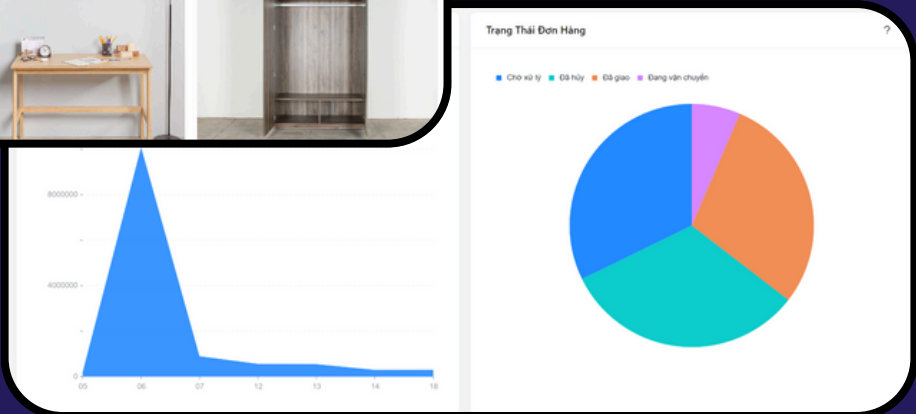 Trạng Thái Đơn Hàng
?
Chờ xử lý Đã hủy Đã giao Đang vận chuyển
8000000
4000000
0
05 06 07 12 13 14 18